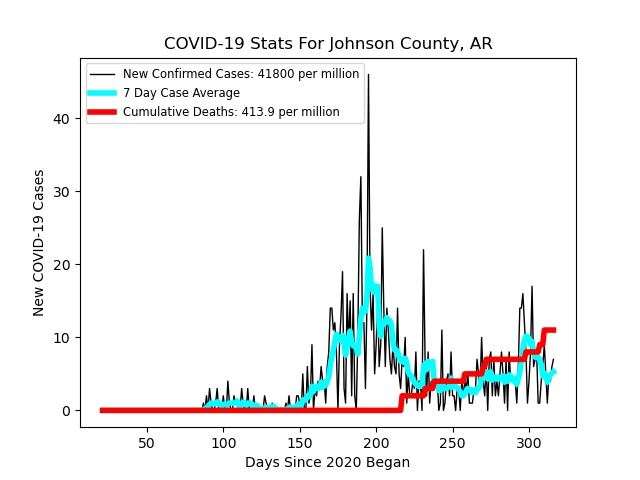 COVID-19 Stats For Johnson County, AR
New Confirmed Cases: 41800 per million
7 Day Case Average
Cumulative Deaths: 413.9 per million
New COVID-19 Cases
40
30
20
10
0
50 100 150 200 250 300
Days Since 2020 Began